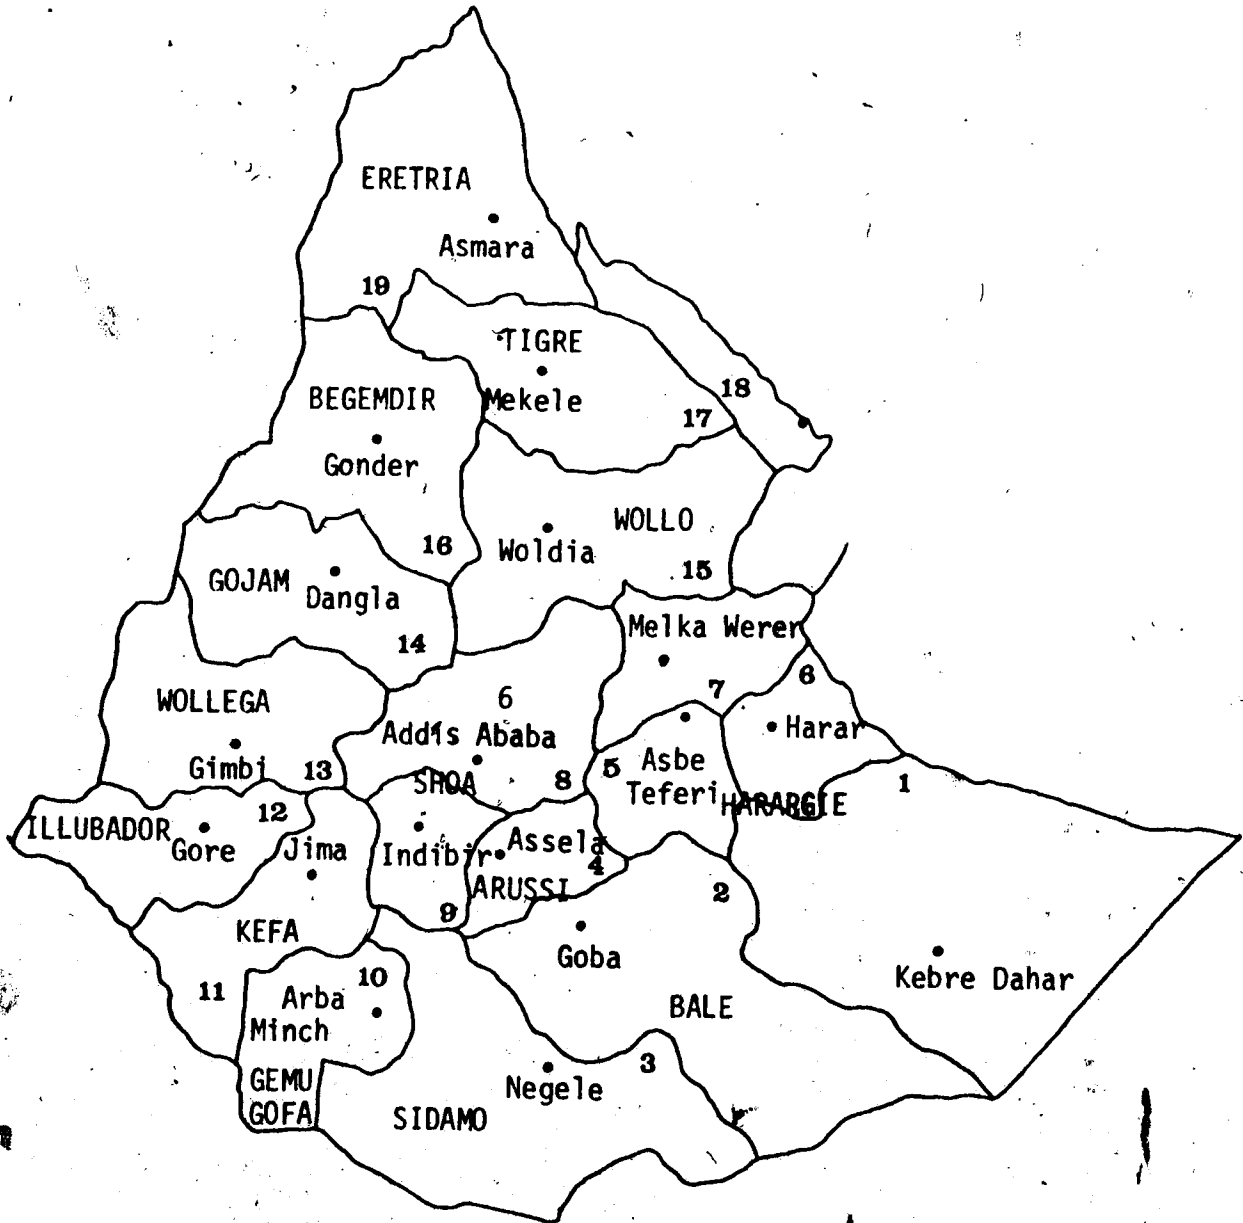 ERETRIA
Asmara
19
TIGRE
18
BEGEMDIR
Mekele
17
Gonder
WOLLO
16
Woldia
15
GOJAM
Dangla
Melka Werer
14
6
7
WOLLEGA
6
Harar
Addis Ababa
Gimbi
13
SHOA
8
5
Asbe
Teferi
1
HARARGIE
12
ILLUBADOR
Gore
Jima
Indibir
Assela
4
ARUSSI
2
9
KEFA
Goba
10
11
Arba
Minch
Kebre Dahar
BALE
3
GEMU
GOFA
Negele
SIDAMO